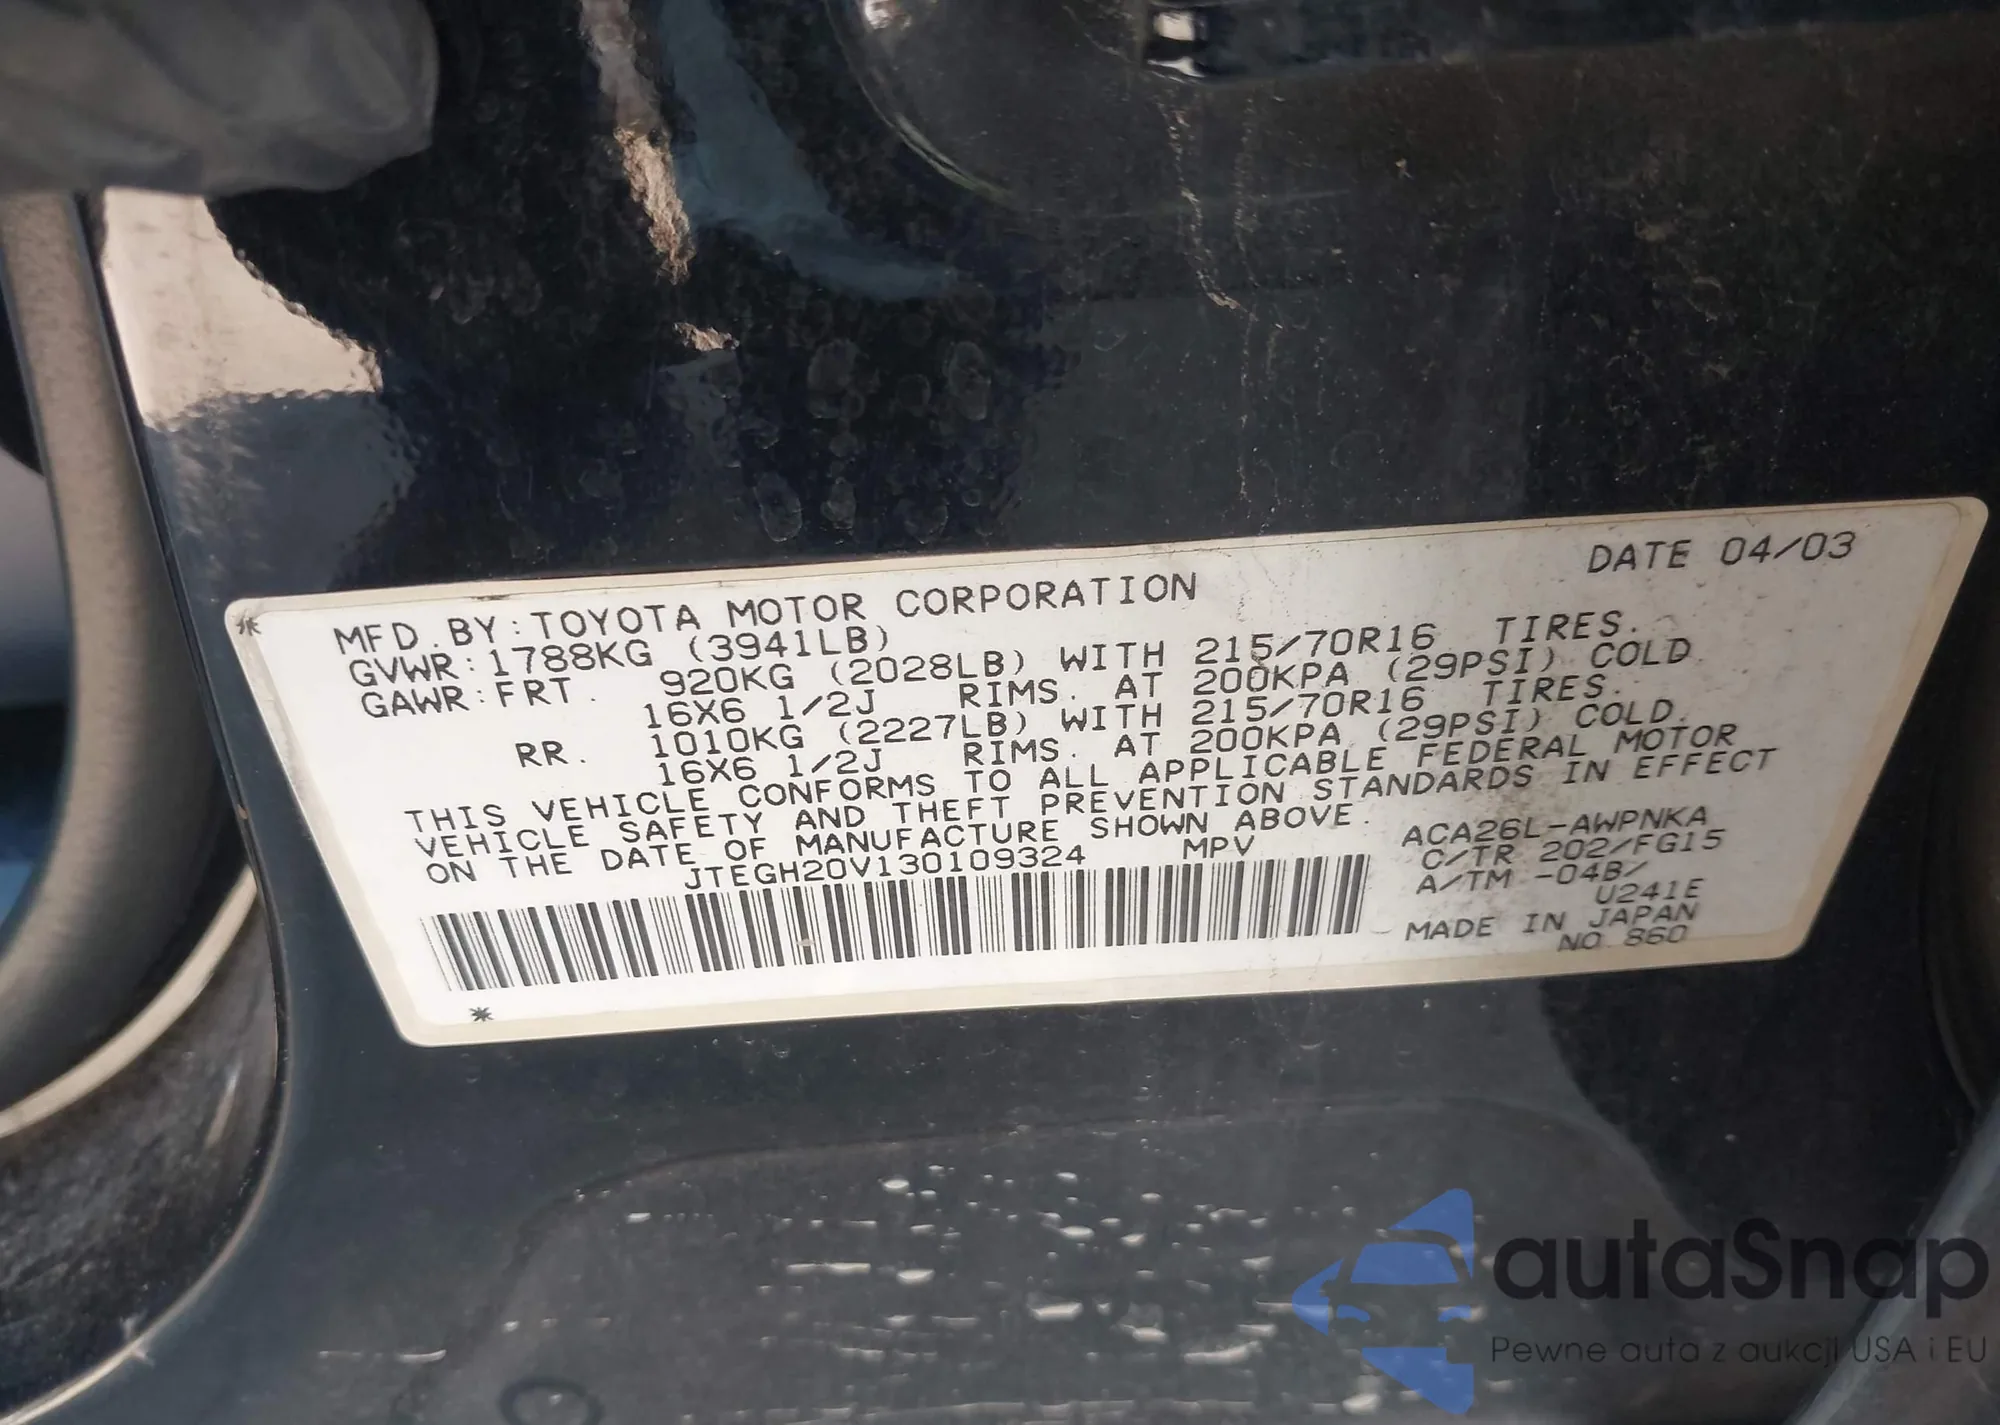 DATE 04/03
MFD.BY:TOYOTA MOTOR CORPORATION
GVWR:1788KG (3941LB)
GAWR:FRT. 920KG (2028LB) WITH 215/70R16 TIRES.
16X6 1/2J RIMS. AT 200KPA (29PSI) COLD.
RR. 1010KG (2227LB) WITH 215/70R16 TIRES.
16X6 1/2J RIMS. AT 200KPA (29PSI) COLD.
THIS VEHICLE CONFORMS TO ALL APPLICABLE FEDERAL MOTOR
VEHICLE SAFETY AND THEFT PREVENTION STANDARDS IN EFFECT
ON THE DATE OF MANUFACTURE SHOWN ABOVE.
JTEGH20V130109324 MPV
ACA26L-AWPNKA
C/TR 202/FG15
A/TM -04B/
U241E
MADE IN JAPAN
NO. 860
autaSnap
Pewne auta z aukcji USA i EU